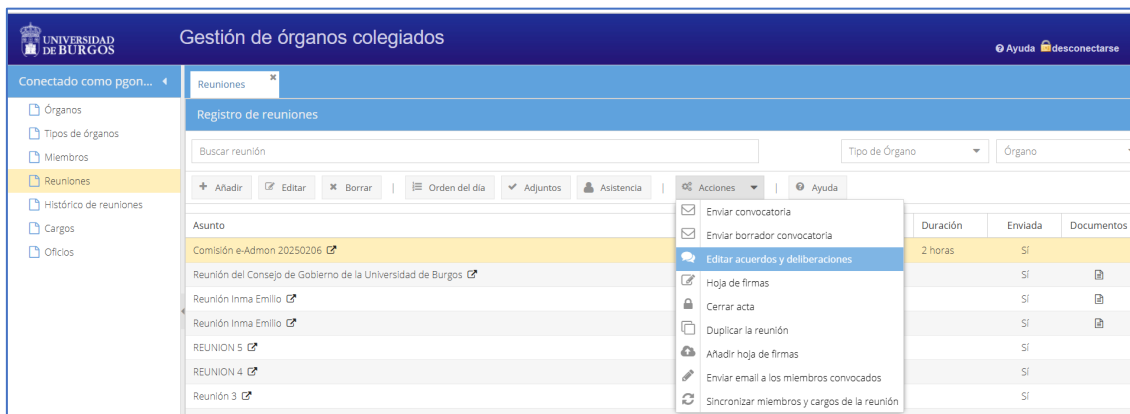 UNIVERSIDAD
DE BURGOS
Gestión de órganos colegiados
Ayuda desconectarse
Conectado como pgon...
Órganos
Tipos de órganos
Miembros
Reuniones
Histórico de reuniones
Cargos
Oficios
Reuniones
Registro de reuniones
Buscar reunión Tipo de Órgano Órgano
Añadir Editar Borrar | Orden del día Adjuntos Asistencia | Acciones | Ayuda
Enviar convocatoria
Enviar borrador convocatoria
Editar acuerdos y deliberaciones
Hoja de firmas
Cerrar acta
Duplicar la reunión
Añadir hoja de firmas
Enviar email a los miembros convocados
Sincronizar miembros y cargos de la reunión
Asunto Duración Enviada Documentos
Comisión e-Admon 20250206 2 horas Sí
Reunión del Consejo de Gobierno de la Universidad de Burgos Sí
Reunión Inma Emilio Sí
Reunión Inma Emilio Sí
REUNION 5 Sí
REUNION 4 Sí
Reunión 3 Sí